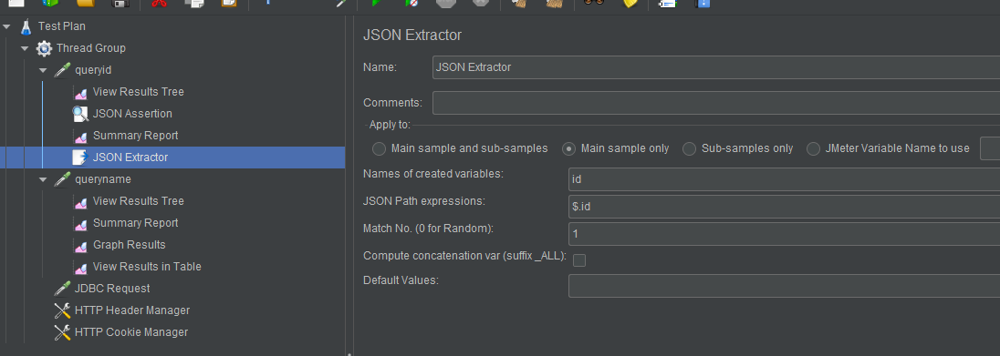 Test Plan
Thread Group
queryid
View Results Tree
JSON Assertion
Summary Report
JSON Extractor
queryname
View Results Tree
Summary Report
Graph Results
View Results in Table
JDBC Request
HTTP Header Manager
HTTP Cookie Manager
JSON Extractor
Name: JSON Extractor
Comments:
Apply to:
Main sample and sub-samples Main sample only Sub-samples only JMeter Variable Name to use
Names of created variables: id
JSON Path expressions: $.id
Match No. (0 for Random): 1
Compute concatenation var (suffix _ALL):
Default Values: